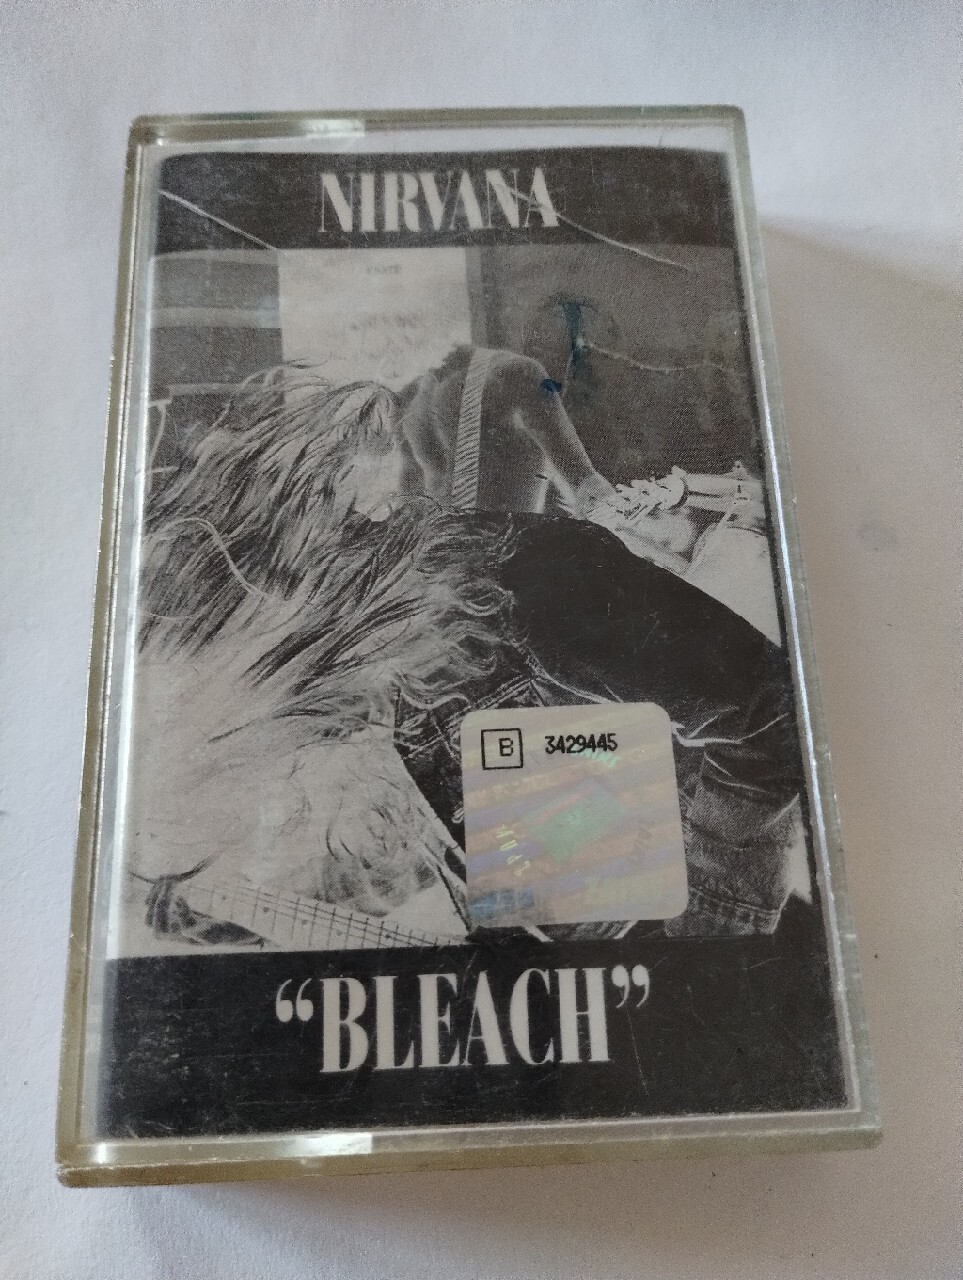 NIRVANA
B 3429445
“BLEACH”